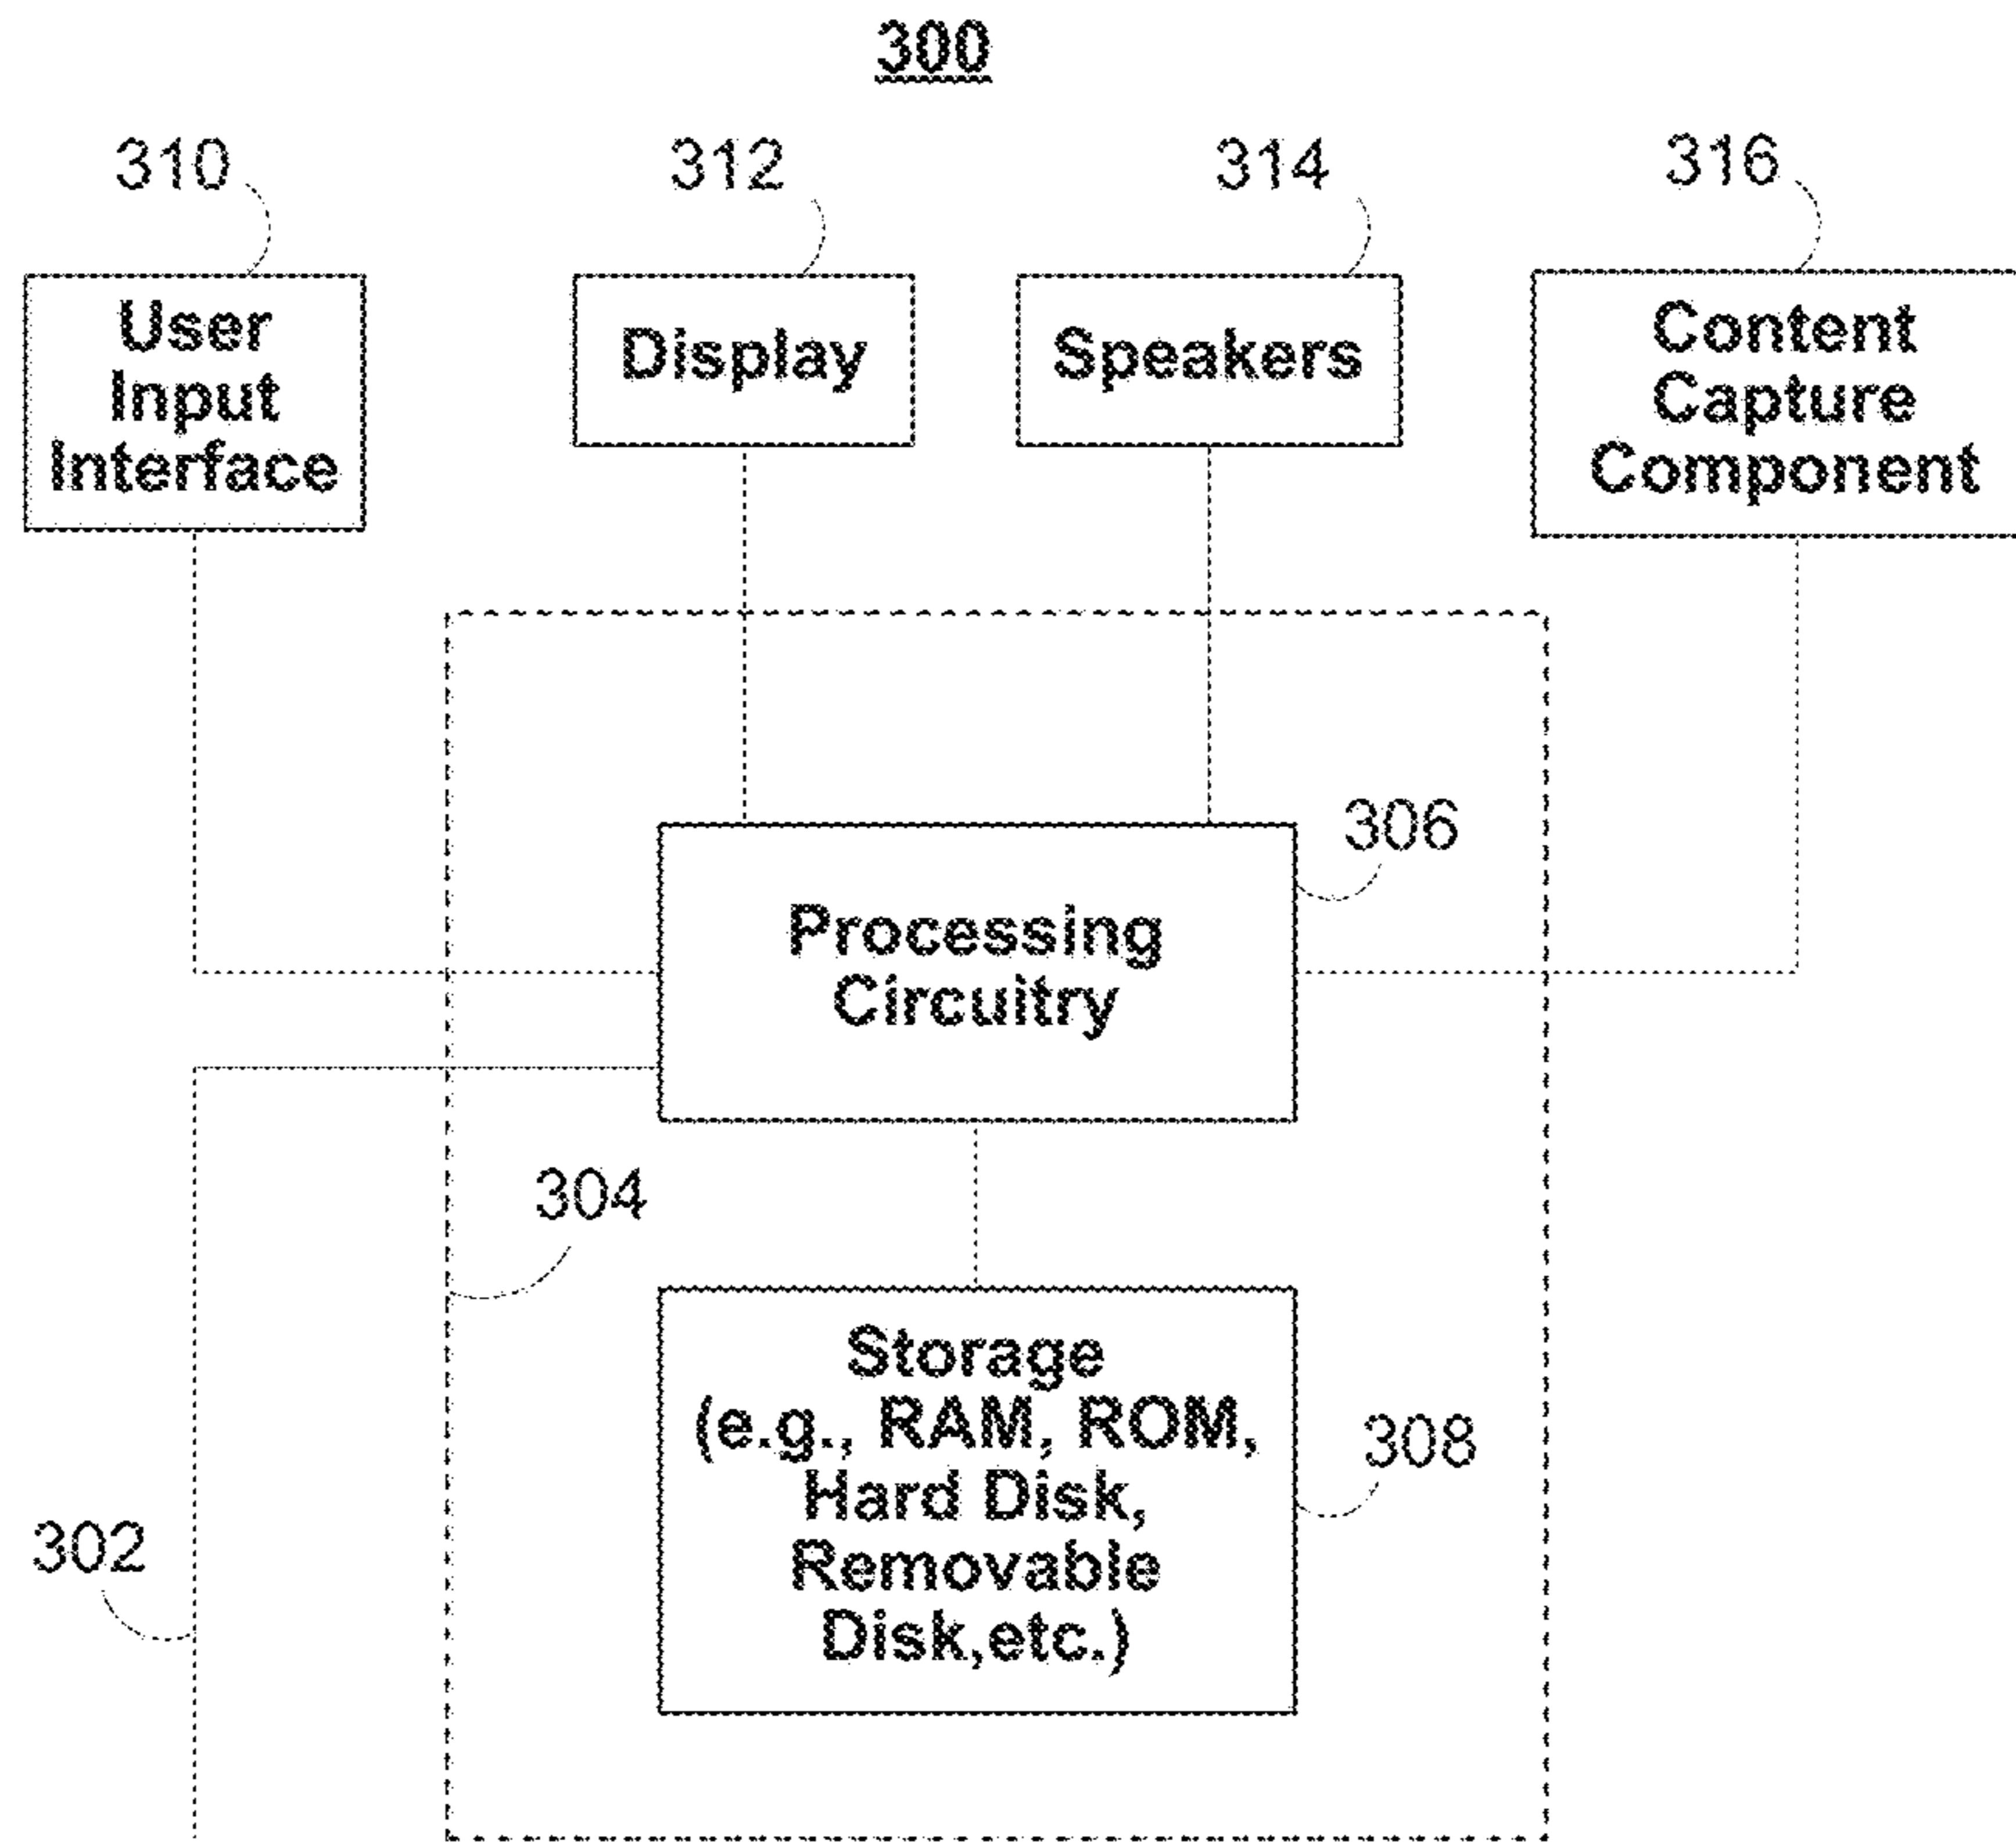 300
310
312
314
316
User
Input
Interface
Display
Speakers
Content
Capture
Component
306
Processing
Circuitry
304
Storage
(e.g., RAM, ROM,
Hard Disk,
Removable
Disk,etc.)
308
302